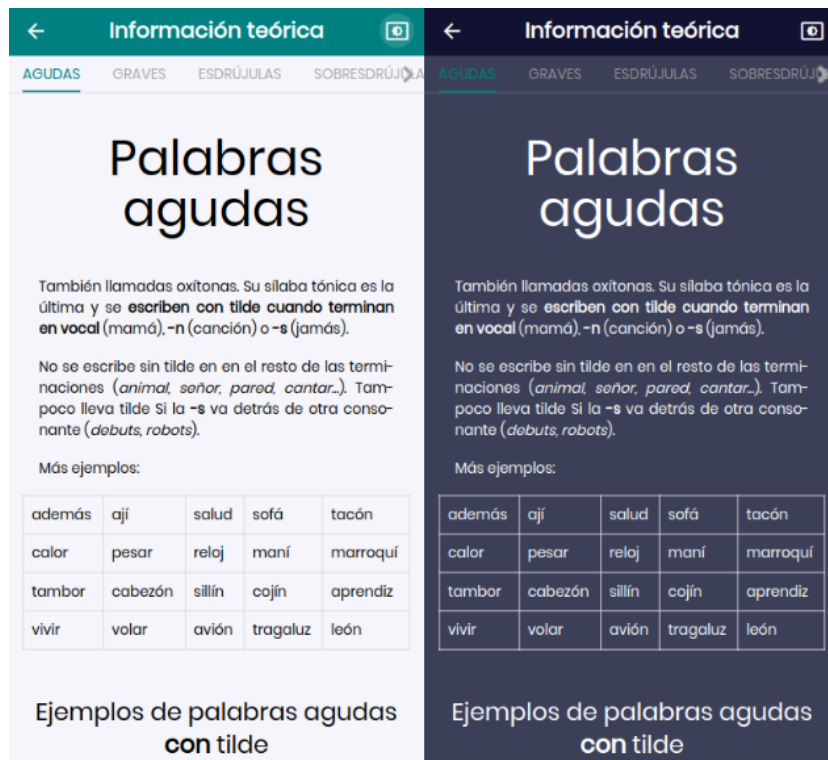 Información teórica
AGUDAS GRAVES ESDRÚJULAS SOBRESDRÚJULA
Palabras
agudas
También llamadas oxítonas. Su sílaba tónica es la
última y se escriben con tilde cuando terminan
en vocal (mamá), -n (canción) o -s (jamás).
No se escribe sin tilde en en el resto de las termi-
naciones (animal, señor, pared, cantar...). Tam-
poco lleva tilde Si la -s va detrás de otra conso-
nante (debuts, robots).
Más ejemplos:
además ají salud sofá tacón
calor pesar reloj maní marroquí
tambor cabezón sillín cojín aprendiz
vivir volar avión tragaluz león
Ejemplos de palabras agudas
con tilde
Información teórica
AGUDAS GRAVES ESDRÚJULAS SOBRESDRÚJ
Palabras
agudas
También llamadas oxítonas. Su sílaba tónica es la
última y se escriben con tilde cuando terminan
en vocal (mamá), -n (canción) o -s (jamás).
No se escribe sin tilde en en el resto de las termi-
naciones (animal, señor, pared, cantar...). Tam-
poco lleva tilde Si la -s va detrás de otra conso-
nante (debuts, robots).
Más ejemplos:
además ají salud sofá tacón
calor pesar reloj maní marroquí
tambor cabezón sillín cojín aprendiz
vivir volar avión tragaluz león
Ejemplos de palabras agudas
con tilde